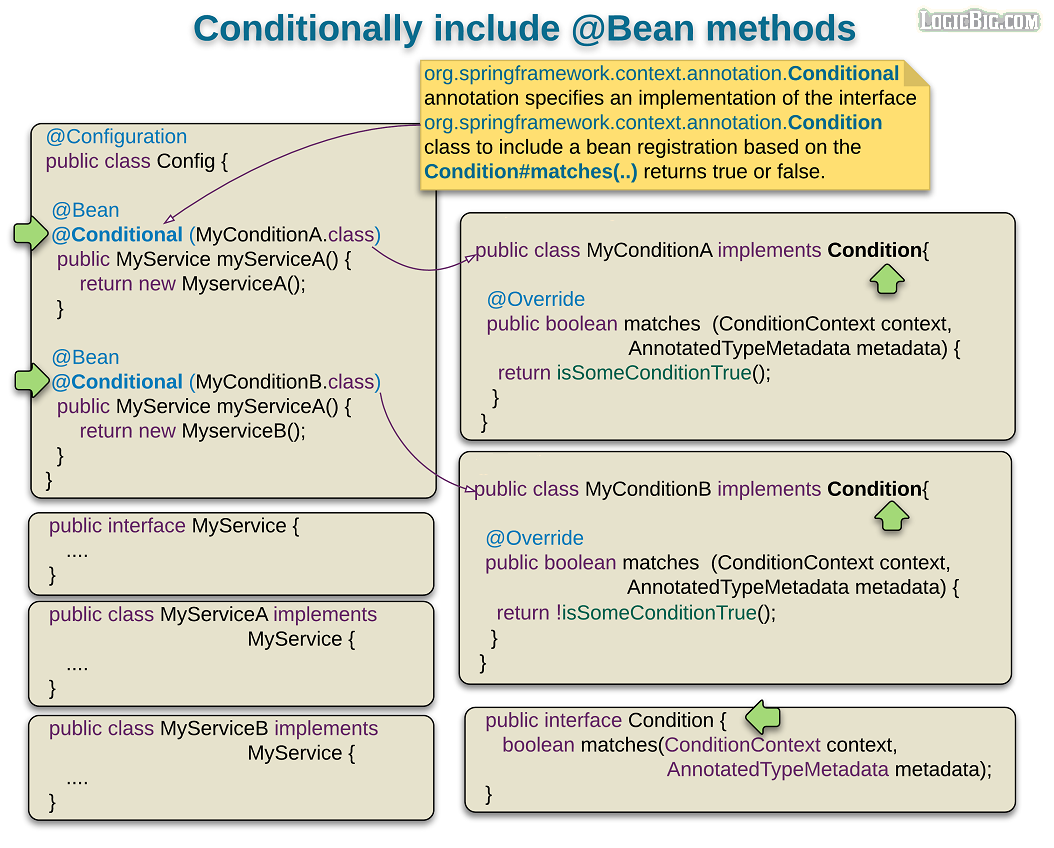 Conditionally include @Bean methods
LogicBig.com
org.springframework.context.annotation.Conditional
annotation specifies an implementation of the interface
org.springframework.context.annotation.Condition
class to include a bean registration based on the
Condition#matches(..) returns true or false.
@Configuration
public class Config {
@Bean
@Conditional (MyConditionA.class)
public MyService myServiceA() {
return new MyserviceA();
}
@Bean
@Conditional (MyConditionB.class)
public MyService myServiceA() {
return new MyserviceB();
}
}
public interface MyService {
....
}
public class MyServiceA implements
MyService {
....
}
public class MyServiceB implements
MyService {
....
}
public class MyConditionA implements Condition{
@Override
public boolean matches  (ConditionContext context,
AnnotatedTypeMetadata metadata) {
return isSomeConditionTrue();
}
}
public class MyConditionB implements Condition{
@Override
public boolean matches  (ConditionContext context,
AnnotatedTypeMetadata metadata) {
return !isSomeConditionTrue();
}
}
public interface Condition {
boolean matches(ConditionContext context,
AnnotatedTypeMetadata metadata);
}